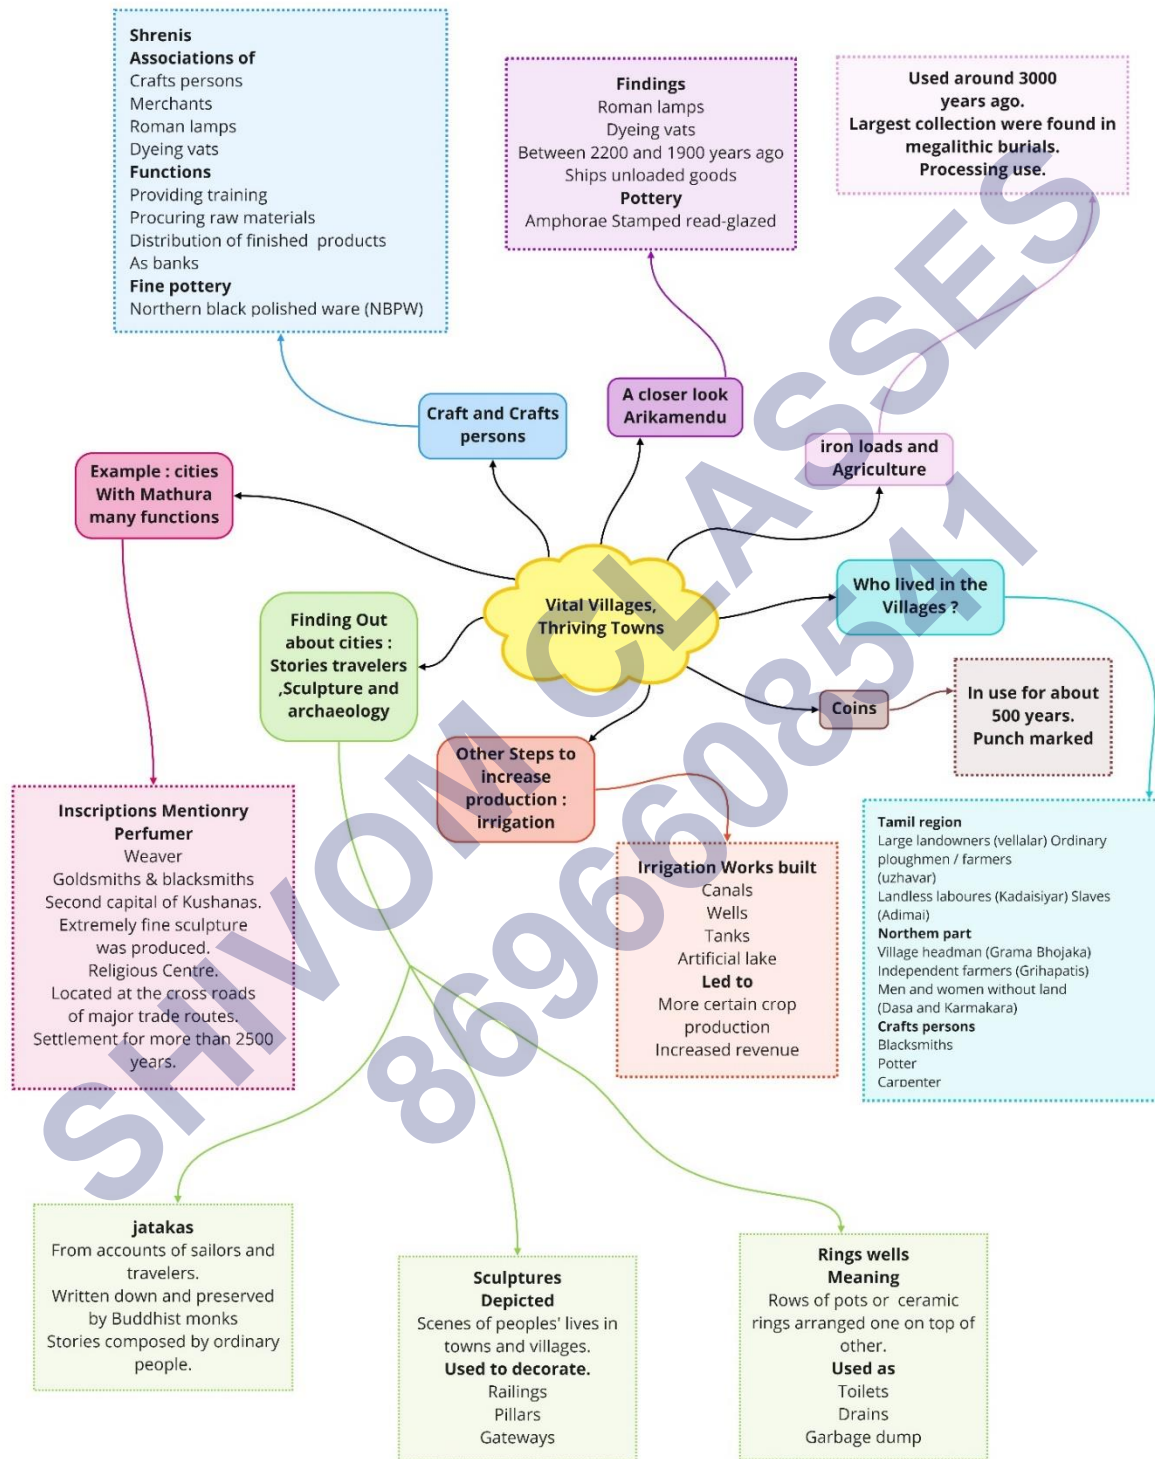 Shrenis
Associations of
Crafts persons
Merchants
Roman lamps
Dyeing vats
Functions
Providing training
Procuring raw materials
Distribution of finished products
As banks
Fine pottery
Northern black polished ware (NBPW)
Findings
Roman lamps
Dyeing vats
Between 2200 and 1900 years ago
Ships unloaded goods
Pottery
Amphorae Stamped read-glazed
Used around 3000
years ago.
Largest collection were found in
megalithic burials.
Processing use.
Craft and Crafts
persons
A closer look
Arikamendu
iron loads and
Agriculture
Example : cities
With Mathura
many functions
Finding Out
about cities :
Stories travelers
,Sculpture and
archaeology
Vital Villages,
Thriving Towns
Who lived in the
Villages ?
Coins
In use for about
500 years.
Punch marked
Other Steps to
increase
production :
irrigation
Inscriptions Mentionry
Perfumer
Weaver
Goldsmiths & blacksmiths
Second capital of Kushanas.
Extremely fine sculpture
was produced.
Religious Centre.
Located at the cross roads
of major trade routes.
Settlement for more than 2500
years.
Irrigation Works built
Canals
Wells
Tanks
Artificial lake
Led to
More certain crop
production
Increased revenue
Tamil region
Large landowners (vellalar) Ordinary
ploughmen / farmers
(uzhavar)
Landless laboures (Kadaisiyar) Slaves
(Adimai)
Northem part
Village headman (Grama Bhojaka)
Independent farmers (Grihapatis)
Men and women without land
(Dasa and Karmakara)
Crafts persons
Blacksmiths
Potter
Carpenter
jatakas
From accounts of sailors and
travelers.
Written down and preserved
by Buddhist monks
Stories composed by ordinary
people.
Sculptures
Depicted
Scenes of peoples' lives in
towns and villages.
Used to decorate.
Railings
Pillars
Gateways
Rings wells
Meaning
Rows of pots or ceramic
rings arranged one on top of
other.
Used as
Toilets
Drains
Garbage dump
SHIVOM CLASSES
8696608541